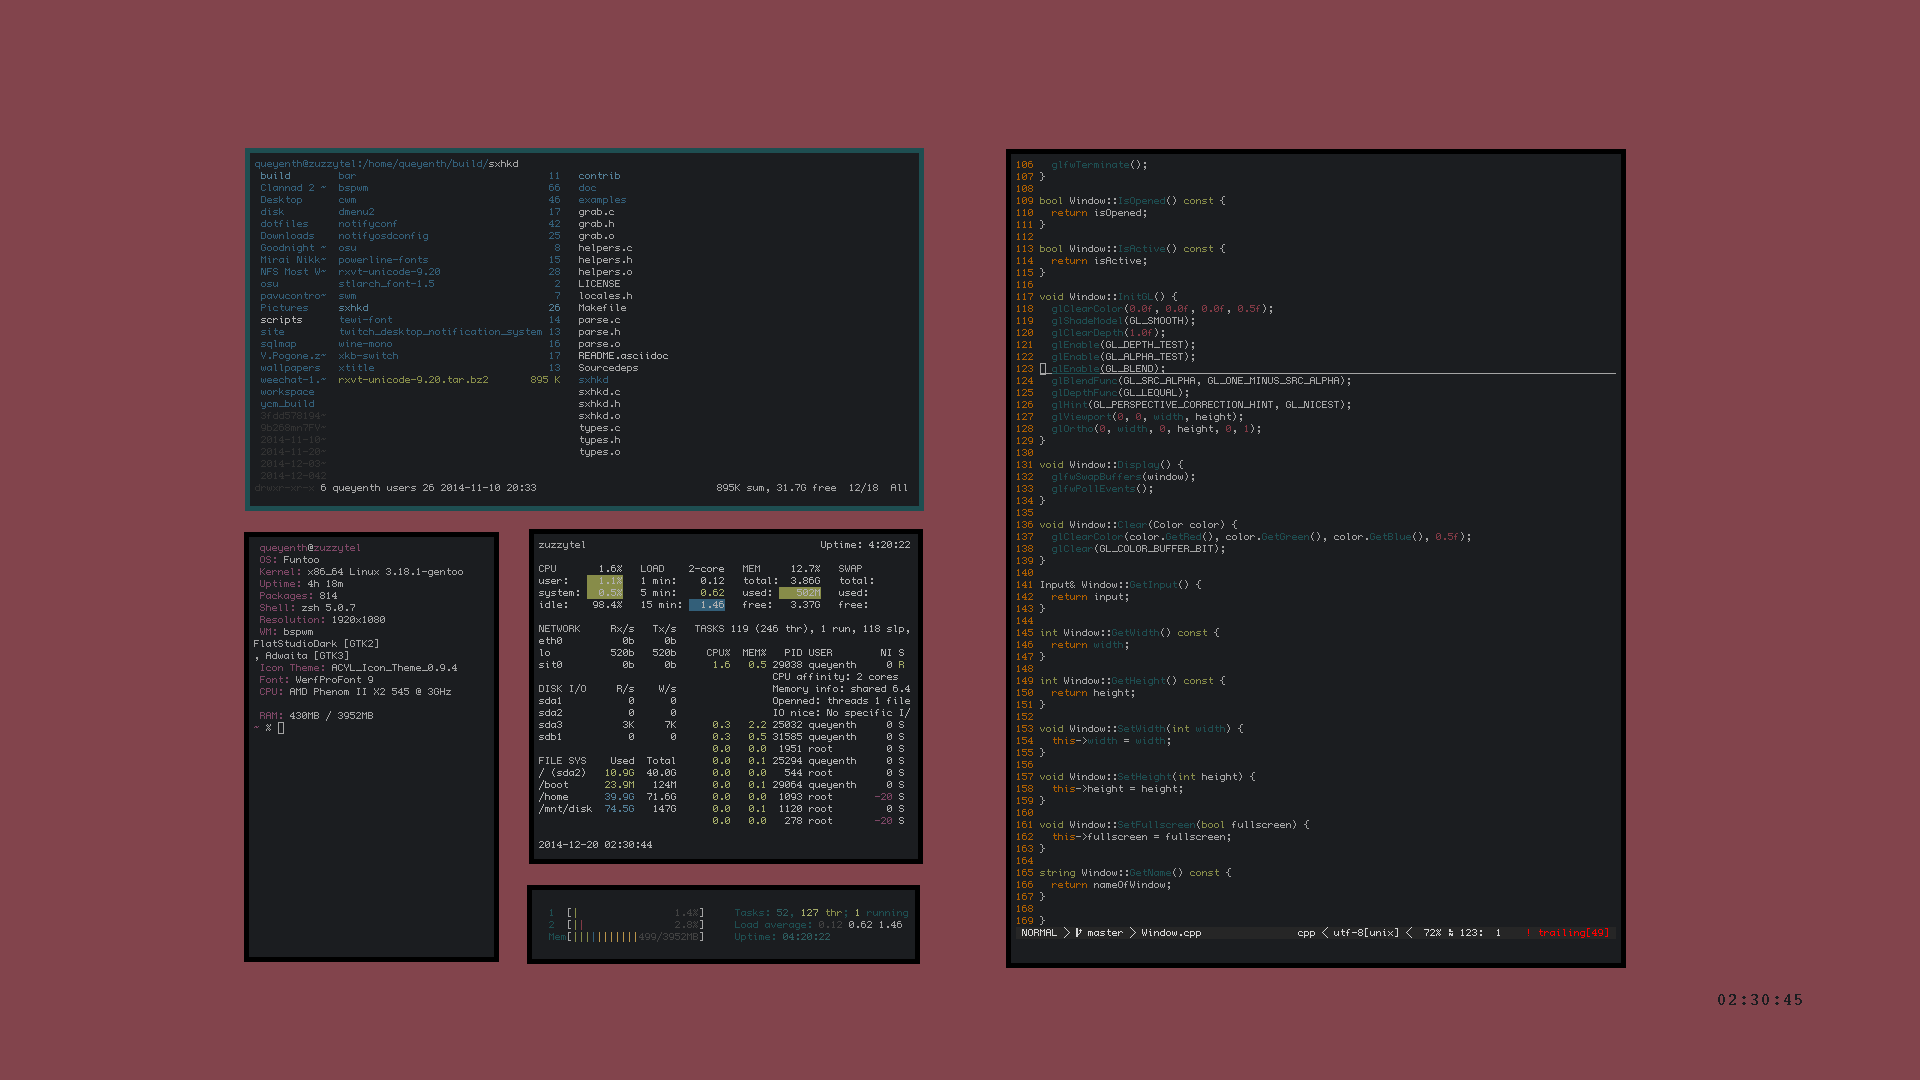 queyenth@zuzzytel:/home/queyenth/build/sxhkd
build bar 11 contrib
Clannad 2 ~ bspwm 66 doc
Desktop cwm 46 examples
disk dmenu2 17 grab.c
dotfiles notifyconf 42 grab.h
Downloads notifyosdconfig 25 grab.o
Goodnight ~ osu 8 helpers.c
Mirai Nikk~ powerline-fonts 15 helpers.h
NFS Most W~ rxvt-unicode-9.20 28 helpers.o
osu stlarch_font-1.5 2 LICENSE
pavucontro~ swm 7 locales.h
Pictures sxhkd 26 Makefile
scripts tewi-font 14 parse.c
site twitch_desktop_notification_system 13 parse.h
sqlmap wine-mono 16 parse.o
V.Pogone.z~ xkb-switch 17 README.asciidoc
wallpapers xtitle 13 Sourcedeps
weechat-1.~ rxvt-unicode-9.20.tar.bz2 895 K sxhkd
workspace sxhkd.c
ycm_build sxhkd.h
3fdd576194~ sxhkd.o
9b268mn7FV~ types.c
2014-11-10~ types.h
2014-11-20~ types.o
2014-12-03~
2014-12-042
drwxr-xr-x 6 queyenth users 26 2014-11-10 20:33 895K sum, 31.7G free 12/18 All
queyenth@zuzzytel
OS: Funtoo
Kernel: x86_64 Linux 3.18.1-gentoo
Uptime: 4h 18m
Packages: 814
Shell: zsh 5.0.7
Resolution: 1920x1080
WM: bspwm
FlatStudioDark [GTK2]
, Adwaita [GTK3]
Icon Theme: ACYL_Icon_Theme_0.9.4
Font: WerfProFont 9
CPU: AMD Phenom II X2 545 @ 3GHz
RAM: 430MB / 3952MB
~ %
zuzzytel Uptime: 4:20:22
CPU 1.6% LOAD 2-core MEM 12.7% SWAP
user: 1.1% 1 min: 0.12 total: 3.86G total:
system: 0.5% 5 min: 0.62 used: 502M used:
idle: 98.4% 15 min: 1.46 free: 3.37G free:
NETWORK Rx/s Tx/s TASKS 119 (246 thr), 1 run, 118 slp,
eth0 0b 0b
lo 520b 520b CPU% MEM% PID USER NI S
sit0 0b 0b 1.6 0.5 29038 queyenth 0 R
CPU affinity: 2 cores
DISK I/O R/s W/s Memory info: shared 6.4
sda1 0 0 Openned: threads 1 file
sda2 0 0 IO nice: No specific I/
sda3 3K 7K 0.3 2.2 25032 queyenth 0 S
sdb1 0 0 0.3 0.5 31585 queyenth 0 S
0.0 0.0 1951 root 0 S
FILE SYS Used Total 0.0 0.1 25294 queyenth 0 S
/ (sda2) 10.9G 40.0G 0.0 0.0 544 root 0 S
/boot 23.9M 124M 0.0 0.1 29064 queyenth 0 S
/home 39.9G 71.6G 0.0 0.0 1093 root -20 S
/mnt/disk 74.5G 147G 0.0 0.1 1120 root 0 S
0.0 0.0 278 root -20 S
2014-12-20 02:30:44
1 [| 1.4%] Tasks: 52, 127 thr; 1 running
2 [|| 2.8%] Load average: 0.12 0.62 1.46
Mem[|||||||||||499/3952MB] Uptime: 04:20:22
106 glfwTerminate();
107 }
108
109 bool Window::IsOpened() const {
110 return isOpened;
111 }
112
113 bool Window::IsActive() const {
114 return isActive;
115 }
116
117 void Window::InitGL() {
118 glClearColor(0.0f, 0.0f, 0.0f, 0.5f);
119 glShadeModel(GL_SMOOTH);
120 glClearDepth(1.0f);
121 glEnable(GL_DEPTH_TEST);
122 glEnable(GL_ALPHA_TEST);
123 glEnable(GL_BLEND);
124 glBlendFunc(GL_SRC_ALPHA, GL_ONE_MINUS_SRC_ALPHA);
125 glDepthFunc(GL_LEQUAL);
126 glHint(GL_PERSPECTIVE_CORRECTION_HINT, GL_NICEST);
127 glViewport(0, 0, width, height);
128 glOrtho(0, width, 0, height, 0, 1);
129 }
130
131 void Window::Display() {
132 glfwSwapBuffers(window);
133 glfwPollEvents();
134 }
135
136 void Window::Clear(Color color) {
137 glClearColor(color.GetRed(), color.GetGreen(), color.GetBlue(), 0.5f);
138 glClear(GL_COLOR_BUFFER_BIT);
139 }
140
141 Input& Window::GetInput() {
142 return input;
143 }
144
145 int Window::GetWidth() const {
146 return width;
147 }
148
149 int Window::GetHeight() const {
150 return height;
151 }
152
153 void Window::SetWidth(int width) {
154 this->width = width;
155 }
156
157 void Window::SetHeight(int height) {
158 this->height = height;
159 }
160
161 void Window::SetFullscreen(bool fullscreen) {
162 this->fullscreen = fullscreen;
163 }
164
165 string Window::GetName() const {
166 return nameOfWindow;
167 }
168
169 }
NORMAL master Window.cpp cpp utf-8[unix] 72% 123: 1 ! trailing[49]
02:30:45